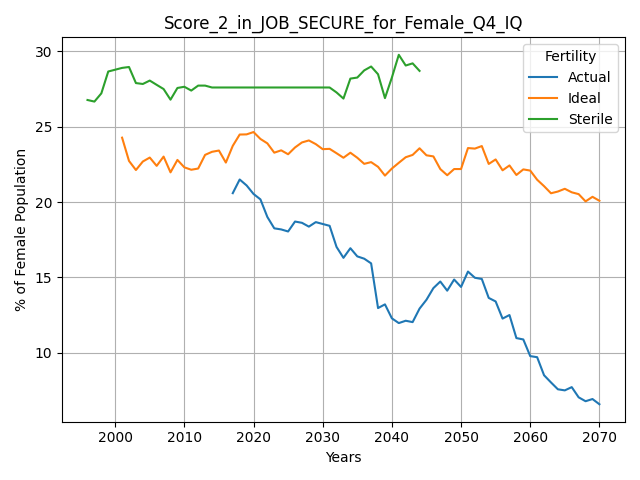 Score_2_in_JOB_SECURE_for_Female_Q4_IQ
% of Female Population
30
25
20
15
10
Fertility
Actual
Ideal
Sterile
2000 2010 2020 2030 2040 2050 2060 2070
Years